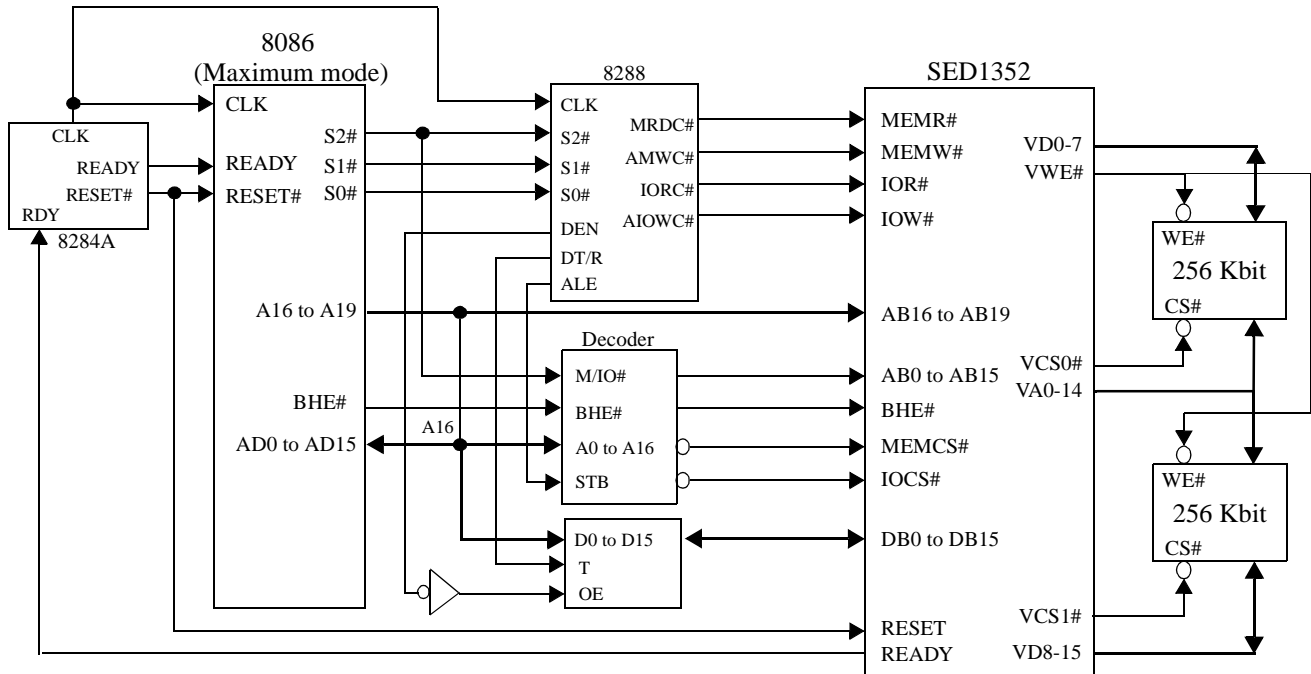 8086
(Maximum mode)
CLK
READY
RESET#
S2#
S1#
S0#
A16 to A19
BHE#
AD0 to AD15
CLK
READY
RESET#
RDY
8284A
8288
CLK
S2#
S1#
S0#
DEN
DT/R
ALE
MRDC#
AMWC#
IORC#
AIOWC#
A16
Decoder
M/IO#
BHE#
A0 to A16
STB
D0 to D15
T
OE
SED1352
MEMR#
MEMW#
IOR#
IOW#
AB16 to AB19
AB0 to AB15
BHE#
MEMCS#
IOCS#
DB0 to DB15
RESET
READY
VD0-7
VWE#
VCS0#
VA0-14
VCS1#
VD8-15
WE#
256 Kbit
CS#
WE#
256 Kbit
CS#